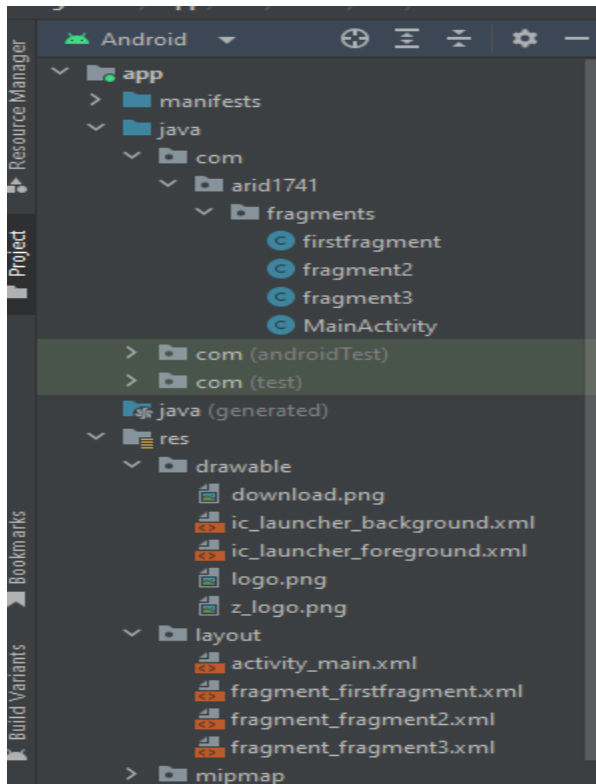 Android
app
manifests
java
com
arid1741
fragments
firstfragment
fragment2
fragment3
MainActivity
com (androidTest)
com (test)
java (generated)
res
drawable
download.png
ic_launcher_background.xml
ic_launcher_foreground.xml
logo.png
z_logo.png
layout
activity_main.xml
fragment_firstfragment.xml
fragment_fragment2.xml
fragment_fragment3.xml
mipmap
Resource Manager
Project
Bookmarks
Build Variants